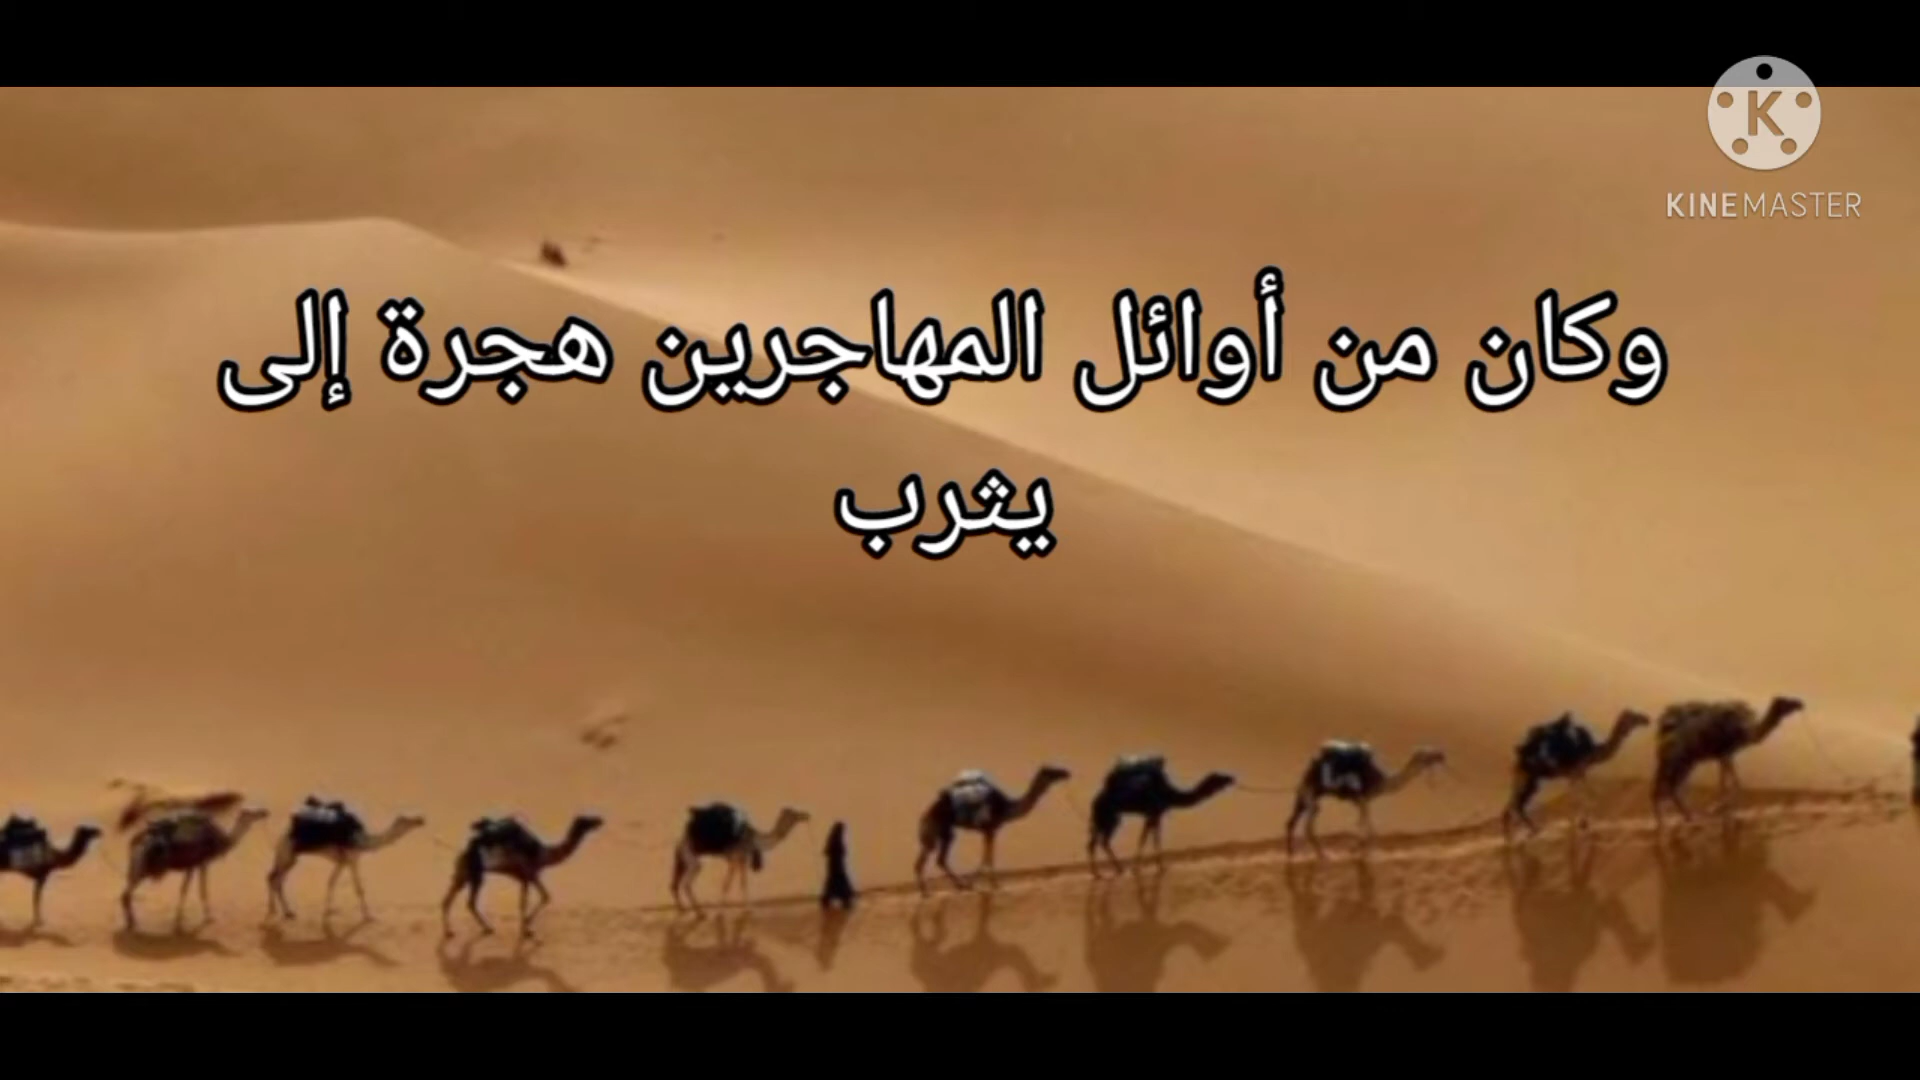 K
KINEMASTER
وكان من أوائل المهاجرين هجرة إلى
يثرب